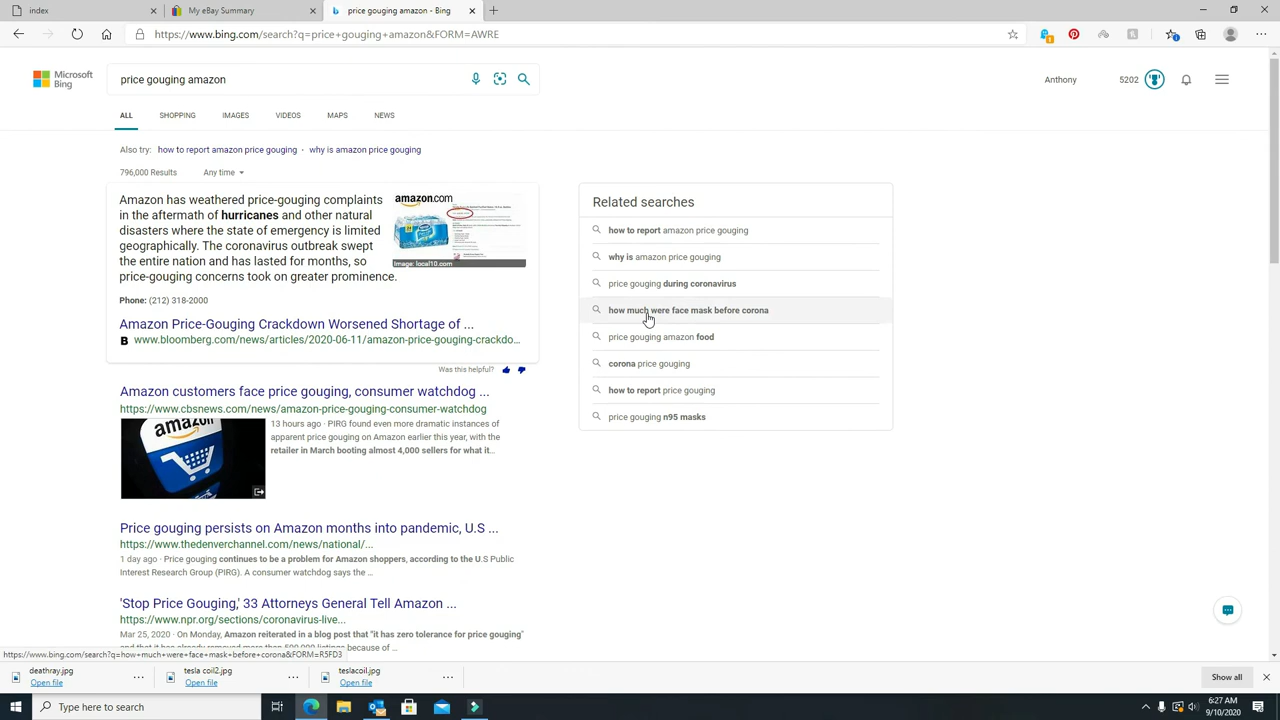 index
My eBay Summary
price gouging amazon - Bing
https://www.bing.com/search?q=price+gouging+amazon&FORM=AWRE
Microsoft
Bing
price gouging amazon
Anthony
5202
ALL
SHOPPING
IMAGES
VIDEOS
MAPS
NEWS
Also try: how to report amazon price gouging · why is amazon price gouging
796,000 Results
Any time
Amazon has weathered price-gouging complaints
in the aftermath of hurricanes and other natural
disasters where the state of emergency is limited
geographically. The coronavirus outbreak swept
the entire nation and has lasted for months, so
price-gouging concerns took on greater prominence.
amazon.com
Image: local10.com
Phone: (212) 318-2000
Amazon Price-Gouging Crackdown Worsened Shortage of ...
B www.bloomberg.com/news/articles/2020-06-11/amazon-price-gouging-crackdo...
Was this helpful?
Amazon customers face price gouging, consumer watchdog ...
https://www.cbsnews.com/news/amazon-price-gouging-consumer-watchdog
amazon
13 hours ago · PIRG found even more dramatic instances of
apparent price gouging on Amazon earlier this year, with the
retailer in March booting almost 4,000 sellers for what it...
Price gouging persists on Amazon months into pandemic, U.S ...
https://www.thedenverchannel.com/news/national/...
1 day ago · Price gouging continues to be a problem for Amazon shoppers, according to the U.S Public
Interest Research Group (PIRG). A consumer watchdog says the ...
'Stop Price Gouging,' 33 Attorneys General Tell Amazon ...
https://www.npr.org/sections/coronavirus-live...
Mar 25, 2020 · On Monday, Amazon reiterated in a blog post that "it has zero tolerance for price gouging"
and that it has already removed more than 500,000 listings because of ...
Related searches
how to report amazon price gouging
why is amazon price gouging
price gouging during coronavirus
how much were face mask before corona
price gouging amazon food
corona price gouging
how to report price gouging
price gouging n95 masks
https://www.bing.com/search?q=how+much+were+face+mask+before+corona&FORM=R5FD3
deathray.jpg
Open file
tesla coil2.jpg
Open file
teslacoil.jpg
Open file
Show all
Type here to search
6:27 AM
9/10/2020